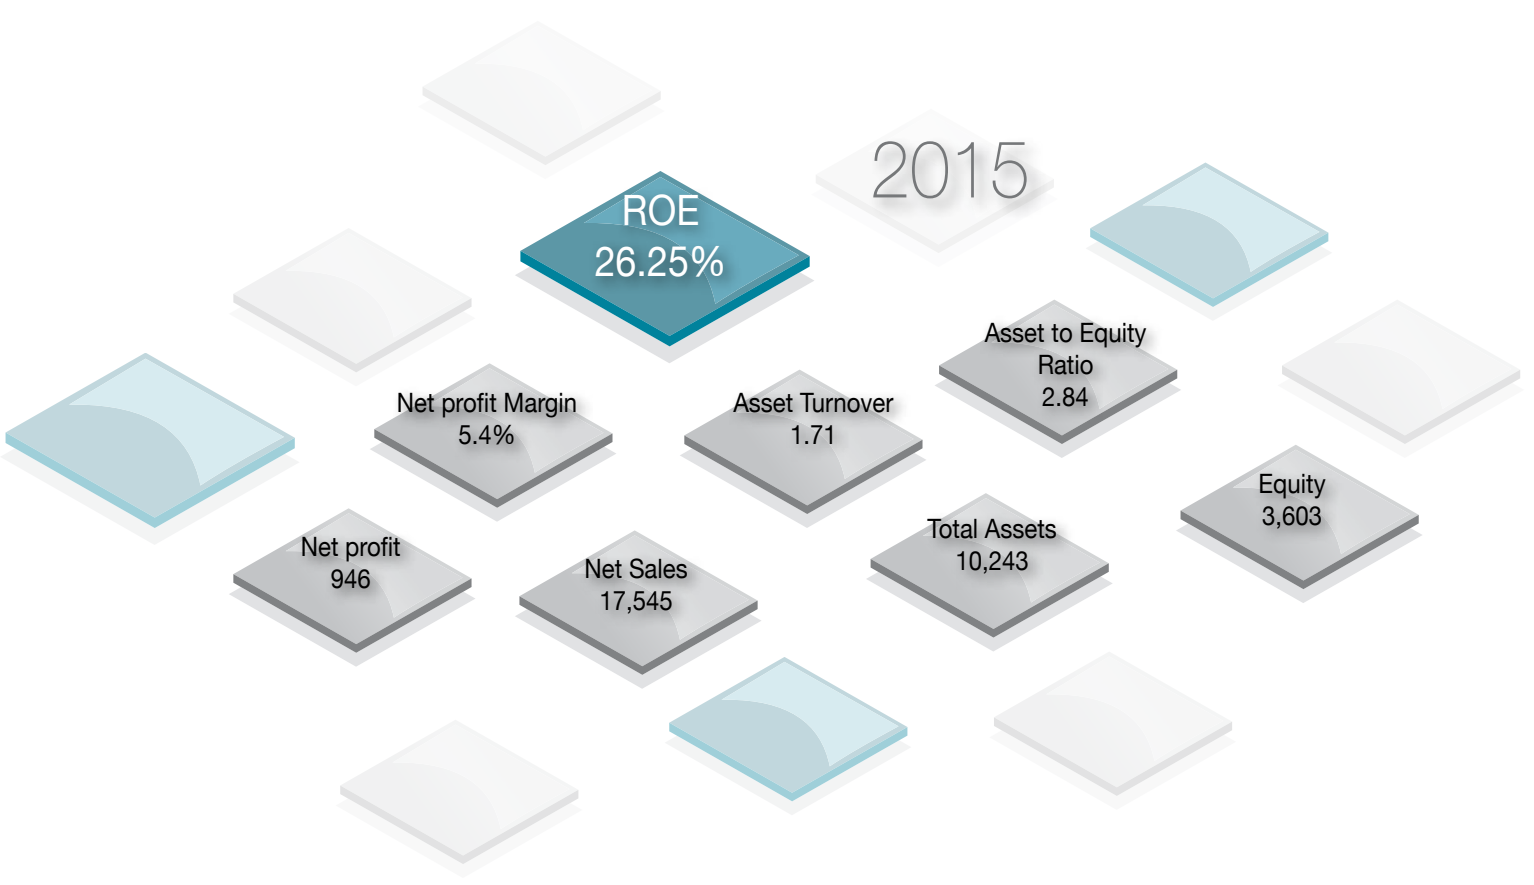 2015
ROE
26.25%
Asset to Equity
Ratio
2.84
Net profit Margin
5.4%
Asset Turnover
1.71
Equity
3,603
Net profit
946
Net Sales
17,545
Total Assets
10,243